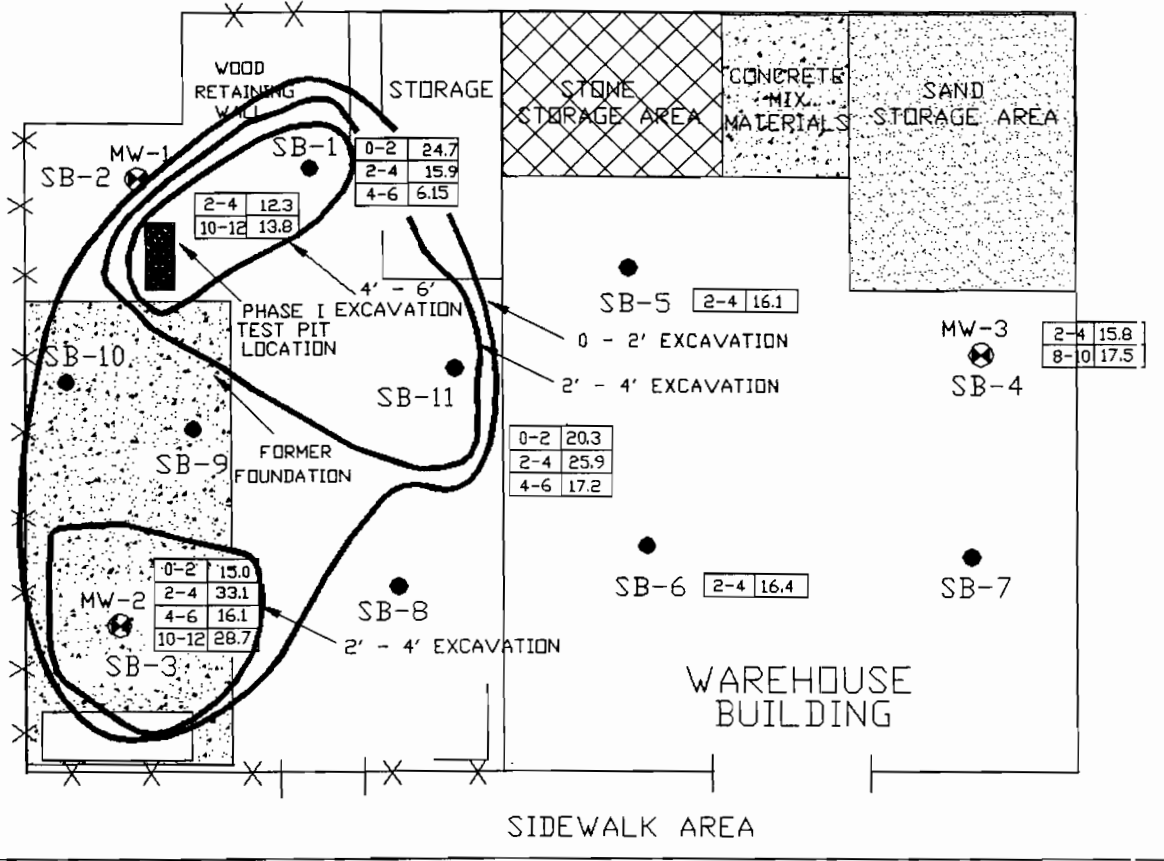 WOOD
RETAINING
WALL
STORAGE
STONE
STORAGE AREA
CONCRETE
MIX
MATERIALS
SAND
STORAGE AREA
MW-1
SB-2
SB-1
0-2 24.7
2-4 15.9
4-6 6.15
2-4 12.3
10-12 13.8
4' - 6'
EXCAVATION
PHASE I
TEST PIT
LOCATION
SB-5
2-4 16.1
0 - 2' EXCAVATION
2' - 4' EXCAVATION
MW-3
SB-4
2-4 15.8
8-10 17.5
SB-10
SB-11
SB-9
FORMER
FOUNDATION
0-2 20.3
2-4 25.9
4-6 17.2
MW-2
SB-3
0-2 15.0
2-4 33.1
4-6 16.1
10-12 28.7
SB-8
2' - 4' EXCAVATION
SB-6
2-4 16.4
SB-7
WAREHOUSE
BUILDING
SIDEWALK AREA